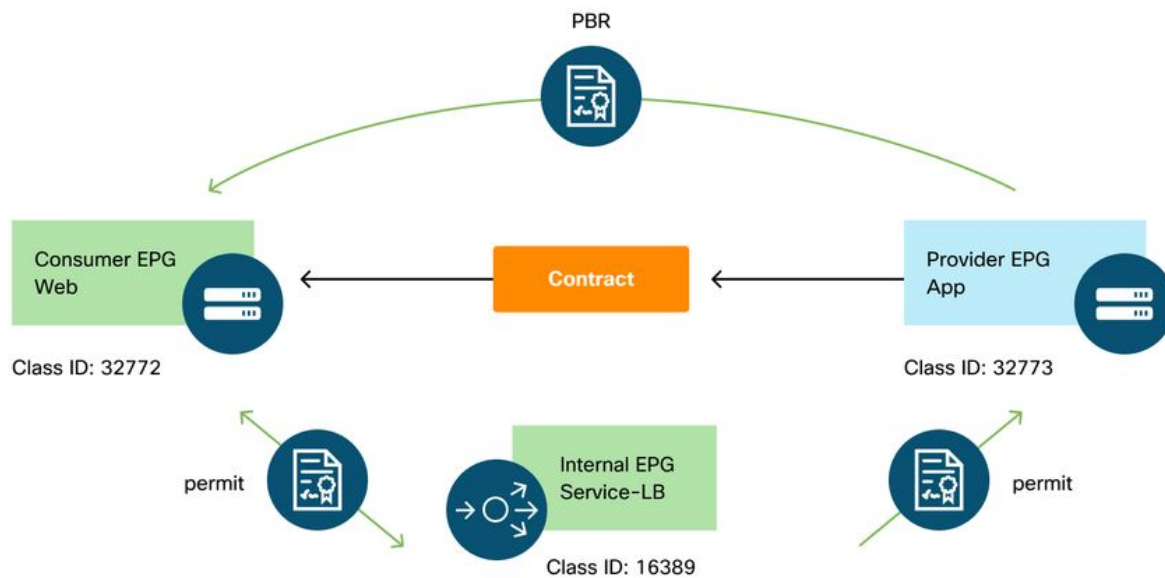 PBR
Consumer EPG
Web
Contract
Provider EPG
App
Class ID: 32772
Class ID: 32773
permit
Internal EPG
Service-LB
permit
Class ID: 16389